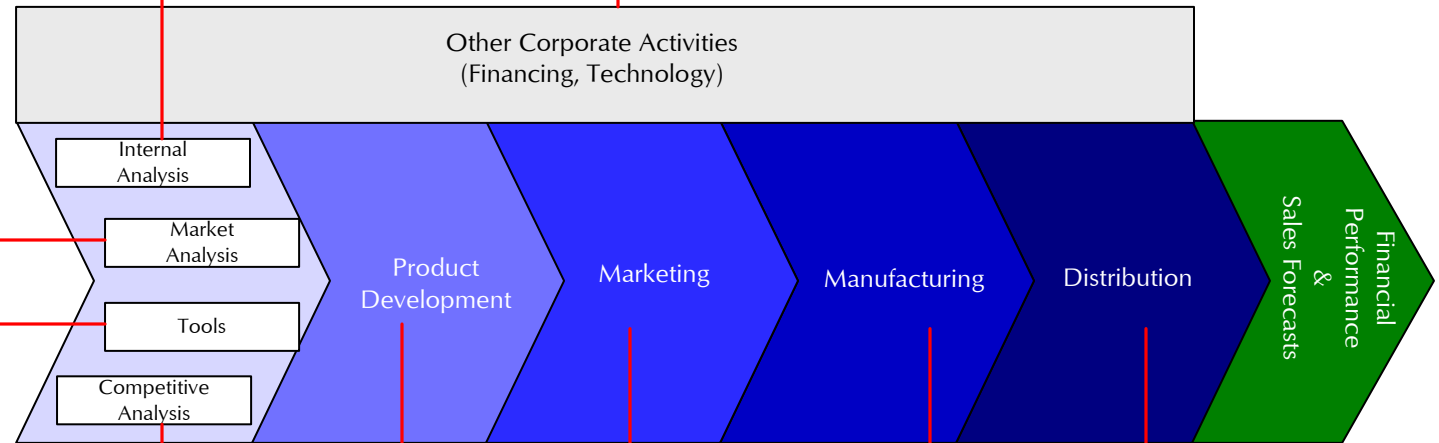 Other Corporate Activities
(Financing, Technology)
Internal
Analysis
Market
Analysis
Tools
Competitive
Analysis
Product
Development
Marketing
Manufacturing
Distribution
Financial
Performance
&
Sales Forecasts